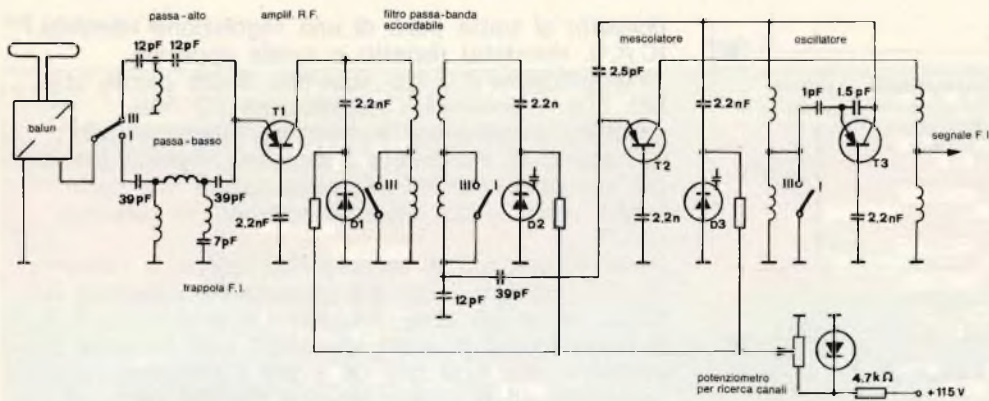 passa-alto
amplif. R.F.
filtro passa-banda
accordabile
mescolatore
oscillatore
12pF 12pF
2,5pF
2,2nF
2,2n
2,2nF
1pF 1.5pF
T1
T2
T3
balun
III
I
passa-basso
segnale F.I.
39pF
39pF
7pF
2,2nF
D1
III
III
I
D2
2,2n
D3
III
I
2,2nF
trappola F.I.
12pF
39pF
potenziometro
per ricerca canali
4.7kΩ
+115V